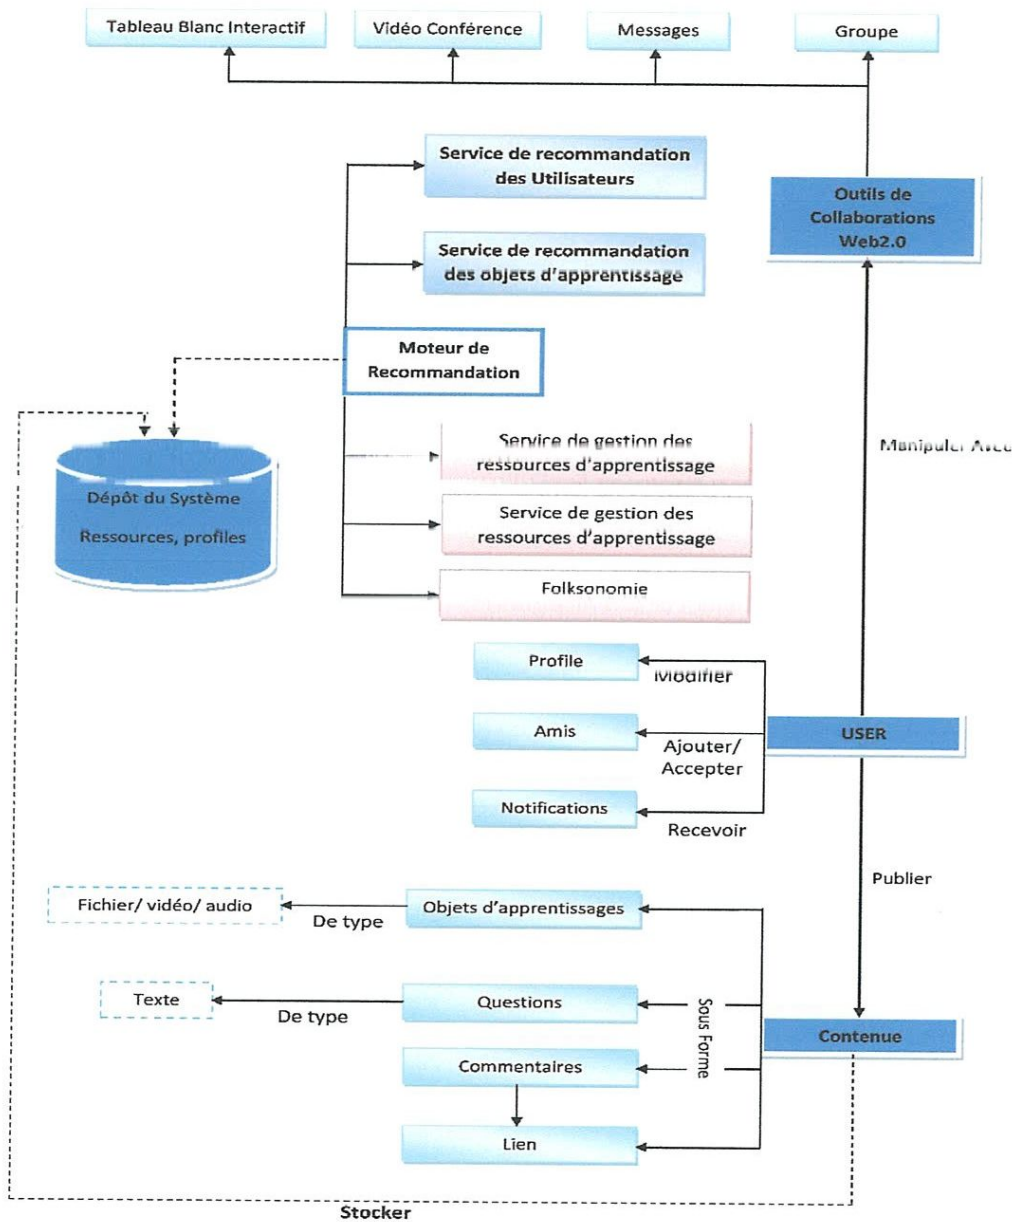 Tableau Blanc Interactif
Vidéo Conférence
Messages
Groupe
Service de recommandation
des Utilisateurs
Outils de
Collaborations
Web2.0
Service de recommandation
des objets d'apprentissage
Moteur de
Recommandation
Manipuler Avec
Service de gestion des
ressources d'apprentissage
Dépôt du Système
Ressources, profiles
Service de gestion des
ressources d'apprentissage
Folksonomie
Profile
Modifier
Amis
Ajouter/
Accepter
USER
Notifications
Recevoir
Publier
Fichier/ vidéo/ audio
De type
Objets d'apprentissages
Texte
De type
Questions
Sous Forme
Contenue
Commentaires
Lien
Stocker